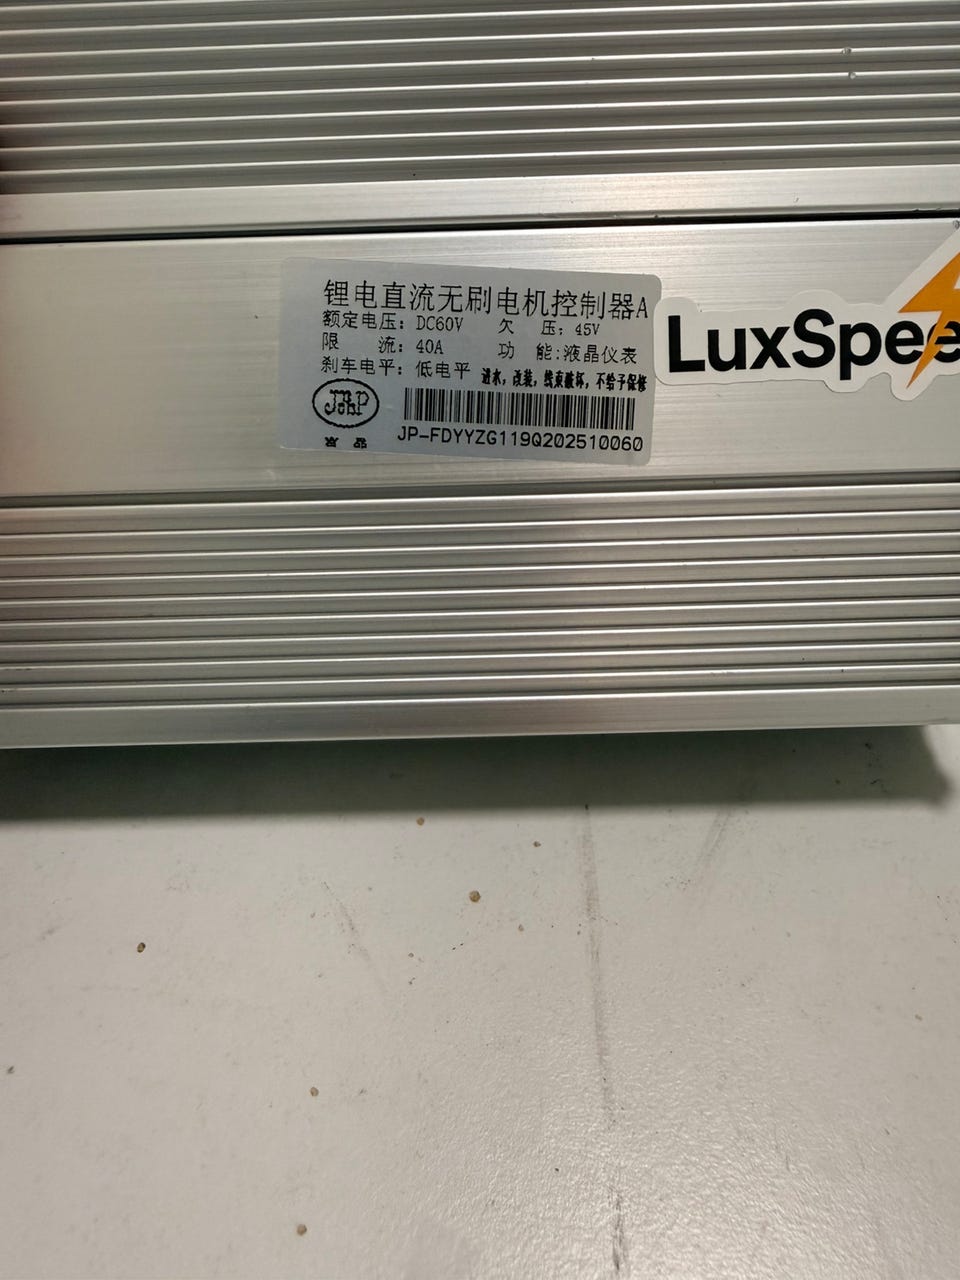 锂电直流无刷电机控制器A
额定电压: DC60V 欠 压: 45V
限 流: 40A 功 能:液晶仪表
刹车电平: 低电平 进水,改装,线束破坏,不给予保修
JP-FDYYZG119Q202510060
LuxSpee